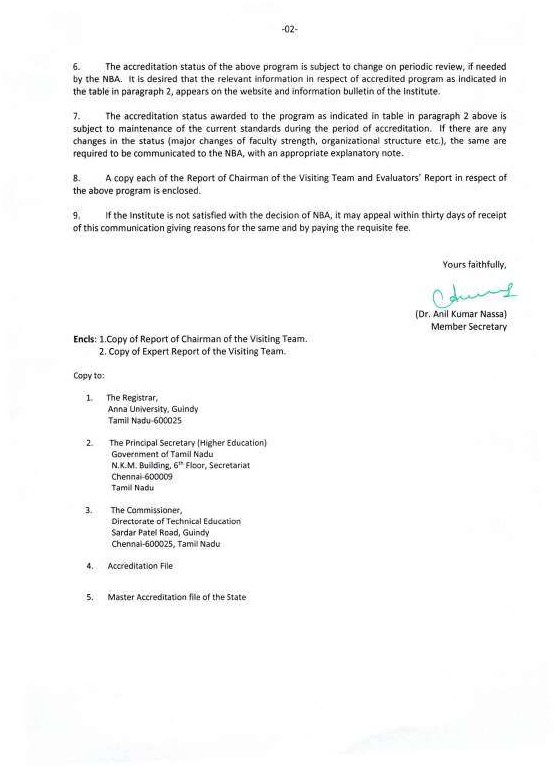 -02-
6. The accreditation status of the above program is subject to change on periodic review, if needed
by the NBA. It is desired that the relevant information in respect of accredited program as indicated in
the table in paragraph 2, appears on the website and information bulletin of the Institute.
7. The accreditation status awarded to the program as indicated in table in paragraph 2 above is
subject to maintenance of the current standards during the period of accreditation. If there are any
changes in the status (major changes of faculty strength, organizational structure etc.), the same are
required to be communicated to the NBA, with an appropriate explanatory note.
8. A copy each of the Report of Chairman of the Visiting Team and Evaluators' Report in respect of
the above program is enclosed.
9. If the Institute is not satisfied with the decision of NBA, it may appeal within thirty days of receipt
of this communication giving reasons for the same and by paying the requisite fee.
Yours faithfully,
(Dr. Anil Kumar Nassa)
Member Secretary
Encls: 1.Copy of Report of Chairman of the Visiting Team.
2. Copy of Expert Report of the Visiting Team.
Copy to:
1. The Registrar,
Anna University, Guindy
Tamil Nadu-600025
2. The Principal Secretary (Higher Education)
Government of Tamil Nadu
N.K.M. Building, 6th Floor, Secretariat
Chennai-600009
Tamil Nadu
3. The Commissioner,
Directorate of Technical Education
Sardar Patel Road, Guindy
Chennai-600025, Tamil Nadu
4. Accreditation File
5. Master Accreditation file of the State